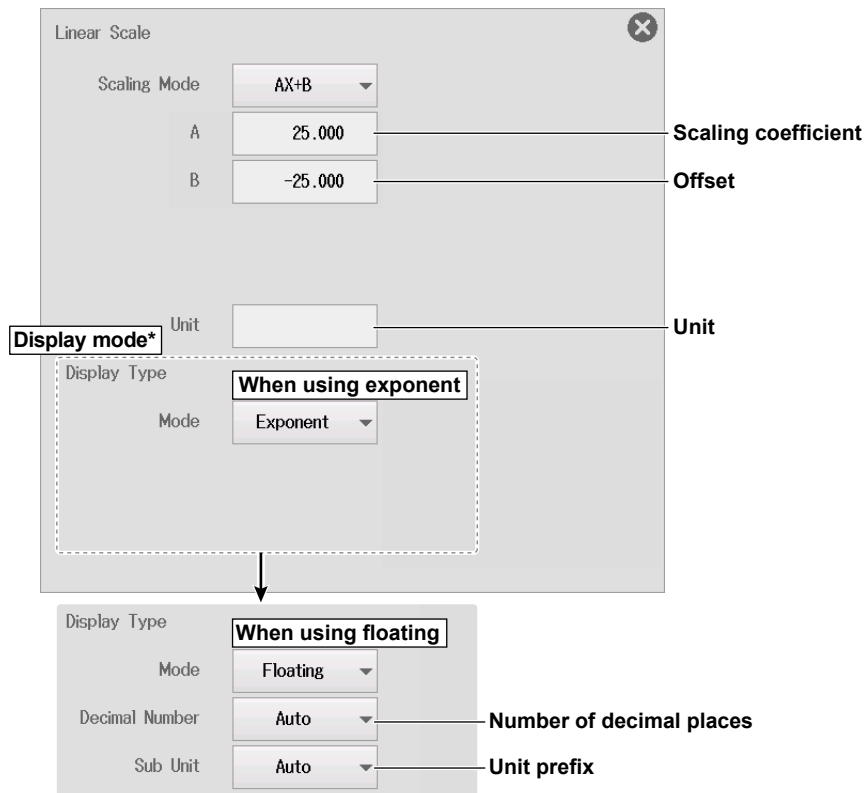 Linear Scale
Scaling Mode AX+B
A 25.000 Scaling coefficient
B -25.000 Offset
Unit Unit
Display mode*
Display Type
When using exponent
Mode Exponent
Display Type
When using floating
Mode Floating
Decimal Number Auto Number of decimal places
Sub Unit Auto Unit prefix